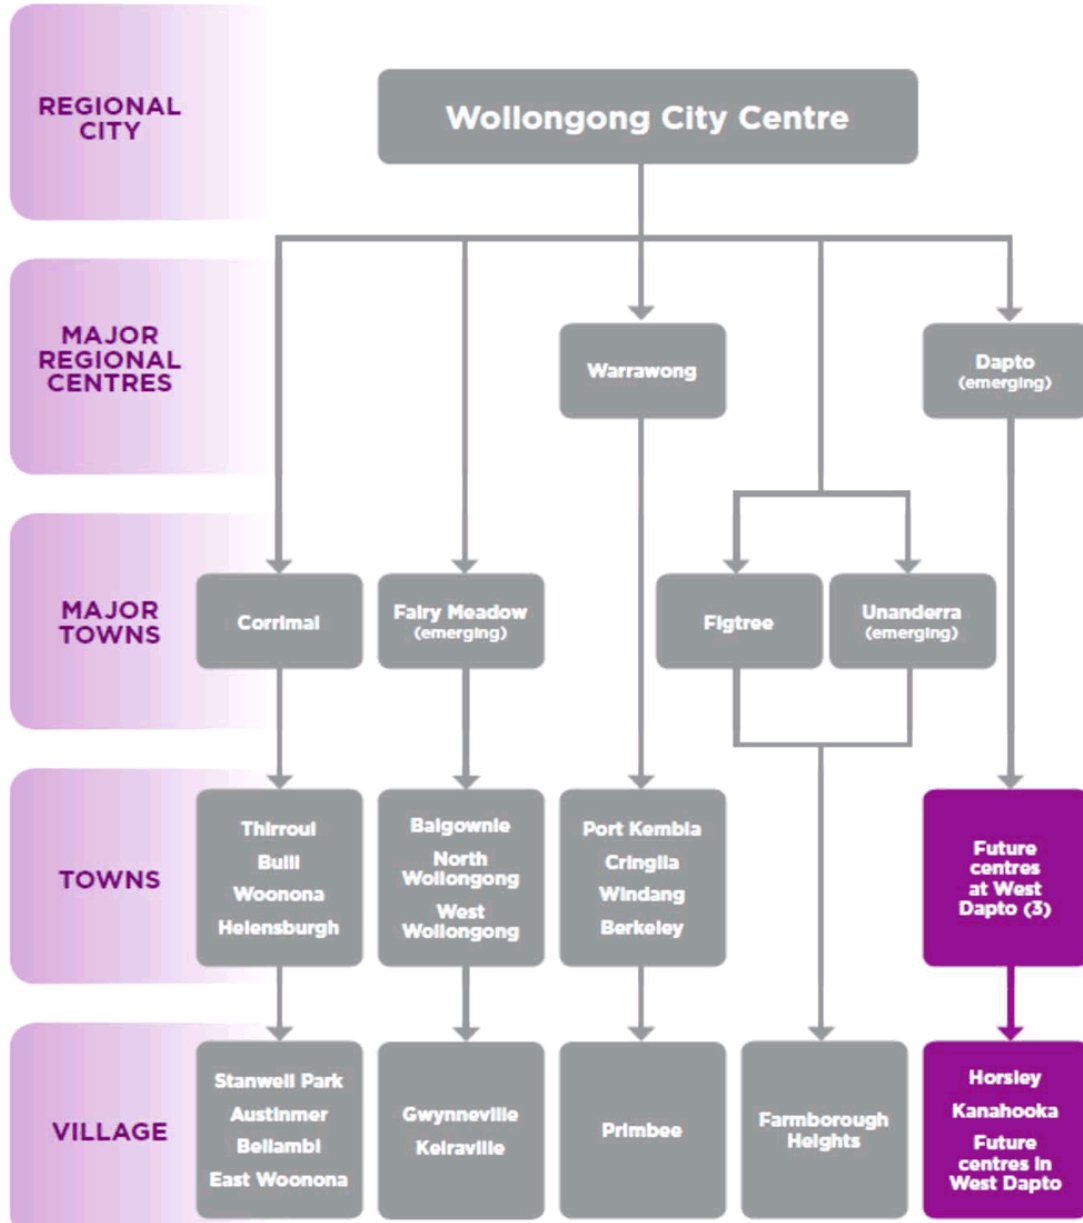 REGIONAL
CITY
Wollongong City Centre
MAJOR
REGIONAL
CENTRES
Warrawong
Dapto
(emerging)
MAJOR
TOWNS
Corrimal
Fairy Meadow
(emerging)
Figtree
Unanderra
(emerging)
TOWNS
Thirroul
Bulli
Woonona
Helensburgh
Balgownie
North
Wollongong
West
Wollongong
Port Kembla
Cringila
Windang
Berkeley
Future
centres
at West
Dapto (3)
VILLAGE
Stanwell Park
Austinmer
Bellambi
East Woonona
Gwynneville
Keiraville
Primbee
Farmborough
Heights
Horsley
Kanahooka
Future
centres in
West Dapto